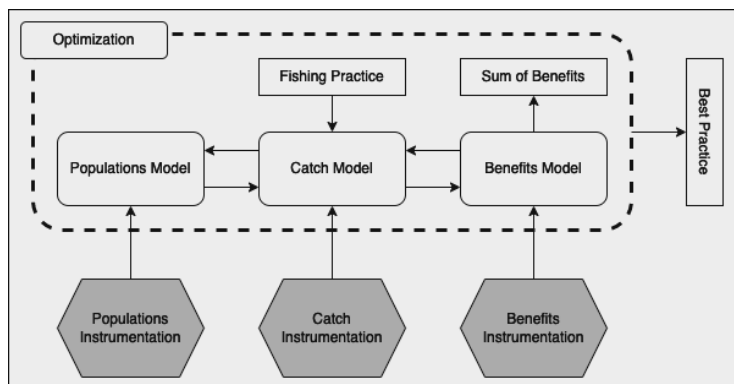 Optimization
Fishing Practice
Sum of Benefits
Best Practice
Populations Model
Catch Model
Benefits Model
Populations
Instrumentation
Catch
Instrumentation
Benefits
Instrumentation